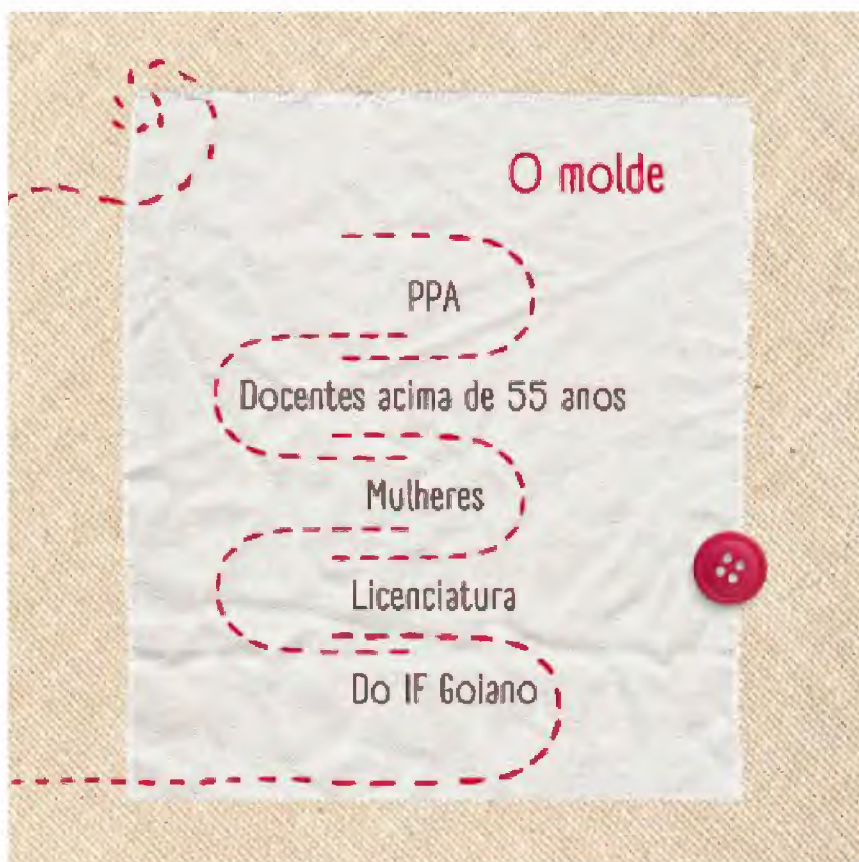 O molde
PPA
Docentes acima de 55 anos
Mulheres
Licenciatura
Do IF Goiano